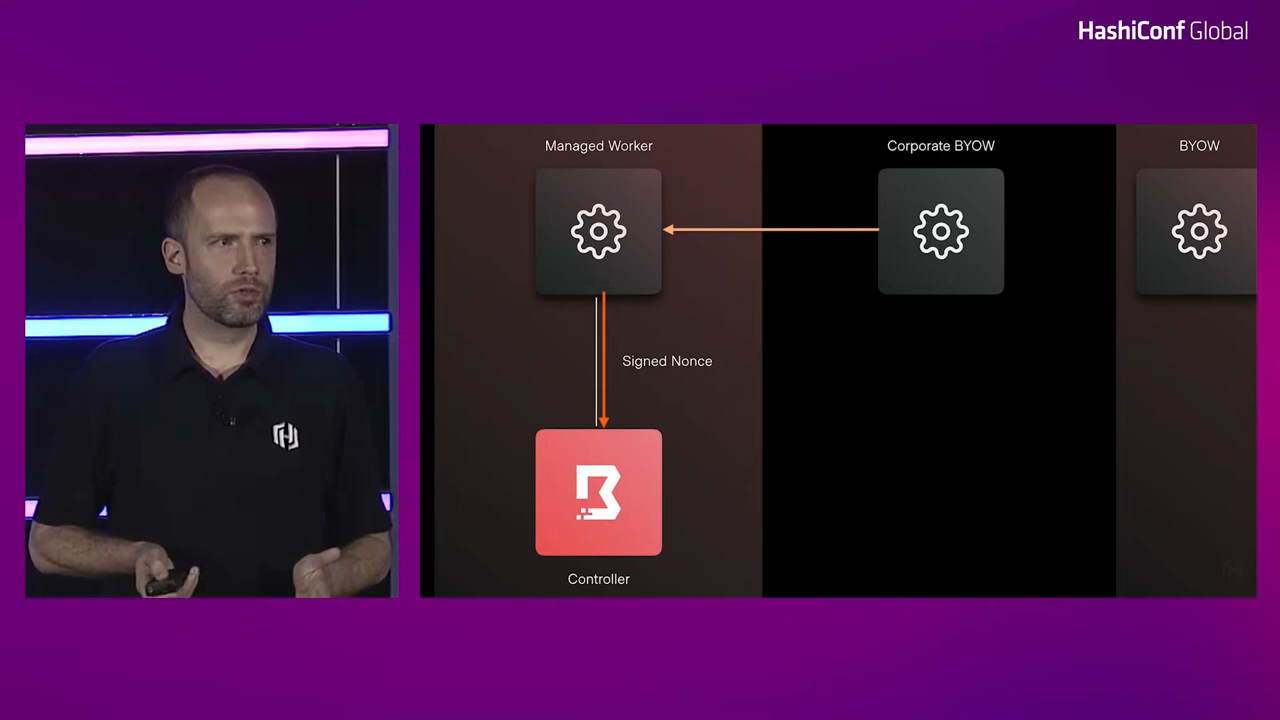 HashiConf Global
Managed Worker
Corporate BYOW
BYOW
Signed Nonce
Controller